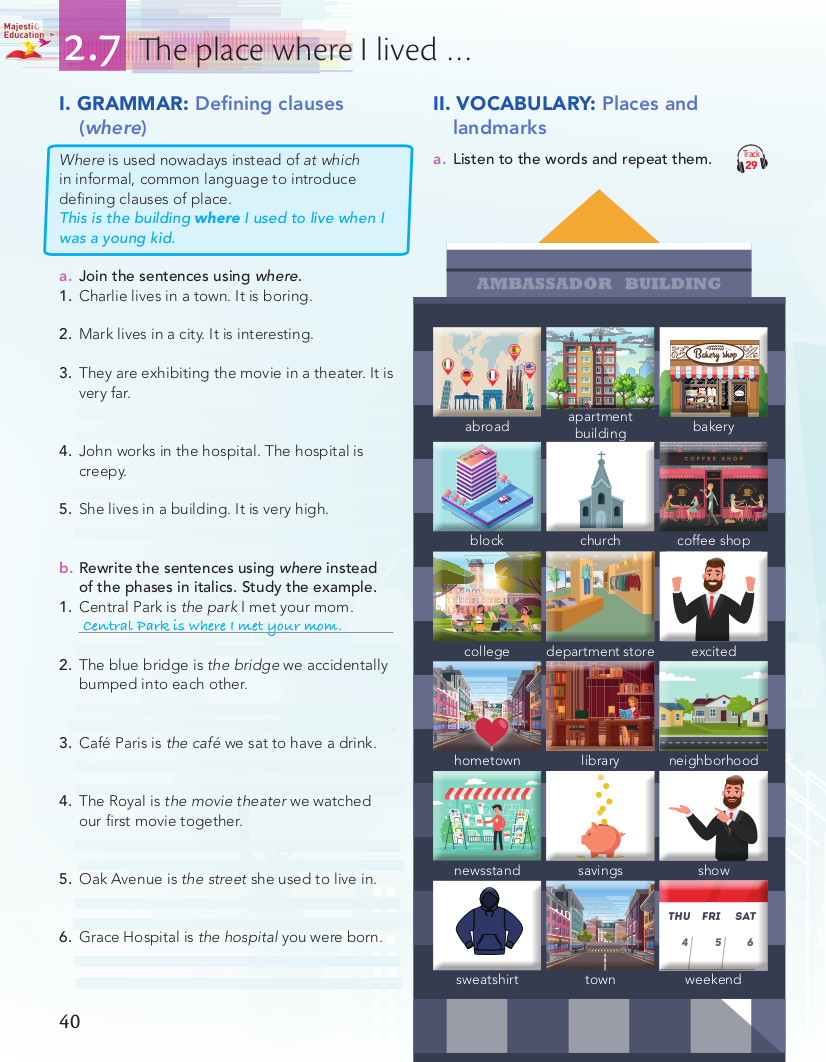 Majestic
Education ™
2.7 The place where I lived ...
I. GRAMMAR: Defining clauses
(where)
Where is used nowadays instead of at which
in informal, common language to introduce
defining clauses of place.
This is the building where I used to live when I
was a young kid.
a. Join the sentences using where.
1. Charlie lives in a town. It is boring.
2. Mark lives in a city. It is interesting.
3. They are exhibiting the movie in a theater. It is
very far.
4. John works in the hospital. The hospital is
creepy.
5. She lives in a building. It is very high.
b. Rewrite the sentences using where instead
of the phases in italics. Study the example.
1. Central Park is the park I met your mom.
Central Park is where I met your mom.
2. The blue bridge is the bridge we accidentally
bumped into each other.
3. Café Paris is the café we sat to have a drink.
4. The Royal is the movie theater we watched
our first movie together.
5. Oak Avenue is the street she used to live in.
6. Grace Hospital is the hospital you were born.
40
II. VOCABULARY: Places and
landmarks
a. Listen to the words and repeat them.
Track
29
AMBASSADOR BUILDING
Bakery shop
abroad
apartment
building
bakery
COFFEE SHOP
block
church
coffee shop
college
department store
excited
hometown
library
neighborhood
newsstand
savings
show
THU FRI SAT
4 5 6
sweatshirt
town
weekend